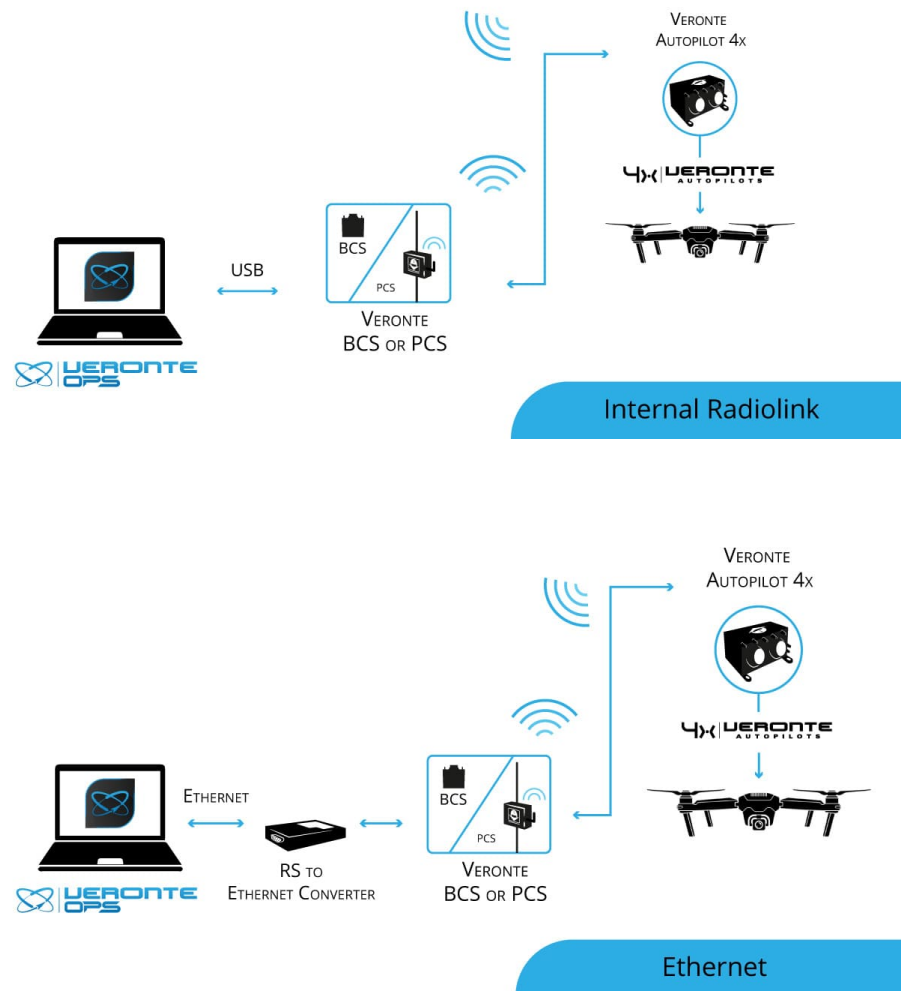 VERONTE
AUTOPILOT 4X
4X VERONTE
AUTOPILOTS
BCS
PCS
USB
VERONTE
BCS OR PCS
VERONTE
OPS
Internal Radiolink
VERONTE
AUTOPILOT 4X
4X VERONTE
AUTOPILOTS
BCS
PCS
ETHERNET
RS TO
ETHERNET CONVERTER
VERONTE
BCS OR PCS
VERONTE
OPS
Ethernet